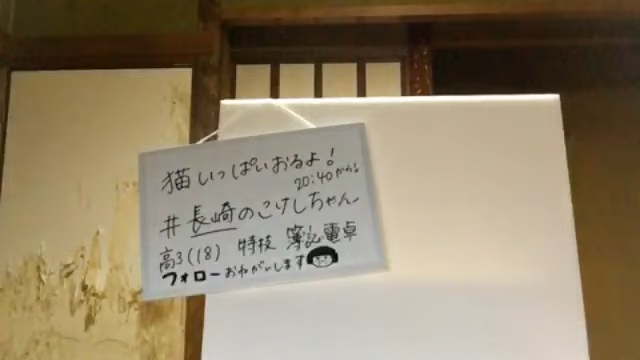 猫いっぱいおるよ!
20:40から
#長崎のこけしちゃん
高3(18) 特技 簿記電卓
フォローおねがいします